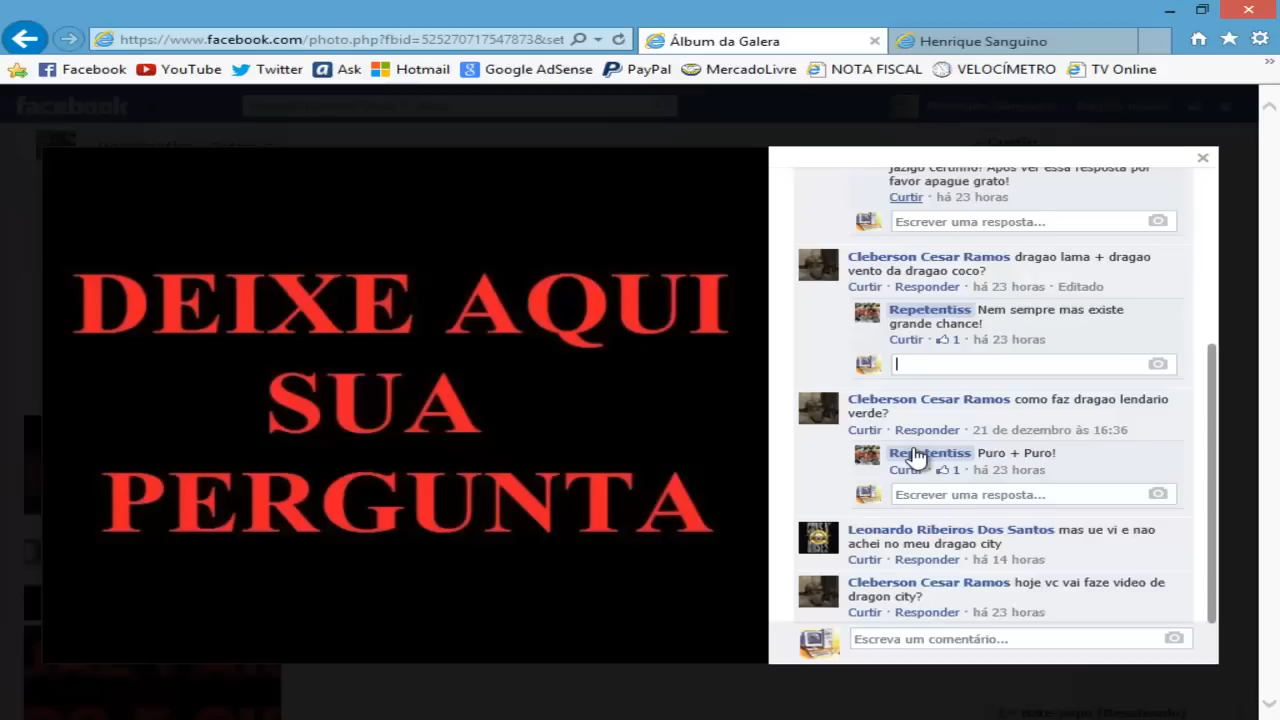 https://www.facebook.com/photo.php?fbid=525270717547873&set
Álbum da Galera
Henrique Sanguino
Facebook YouTube Twitter Ask Hotmail Google AdSense PayPal MercadoLivre NOTA FISCAL VELOCÍMETRO TV Online
facebook
DEIXE AQUI
SUA
PERGUNTA
jazigo certinho! Após ver essa resposta por
favor apague grato!
Curtir · há 23 horas
Escrever uma resposta...
Cleberson Cesar Ramos dragao lama + dragao
vento da dragao coco?
Curtir · Responder · há 23 horas · Editado
Repetentiss Nem sempre mas existe
grande chance!
Curtir · 1 · há 23 horas
Cleberson Cesar Ramos como faz dragao lendario
verde?
Curtir · Responder · 21 de dezembro às 16:36
Repetentiss Puro + Puro!
Curtir · 1 · há 23 horas
Escrever uma resposta...
Leonardo Ribeiros Dos Santos mas ue vi e nao
achei no meu dragao city
Curtir · Responder · há 14 horas
Cleberson Cesar Ramos hoje vc vai faze video de
dragon city?
Curtir · Responder · há 23 horas
Escreva um comentário...